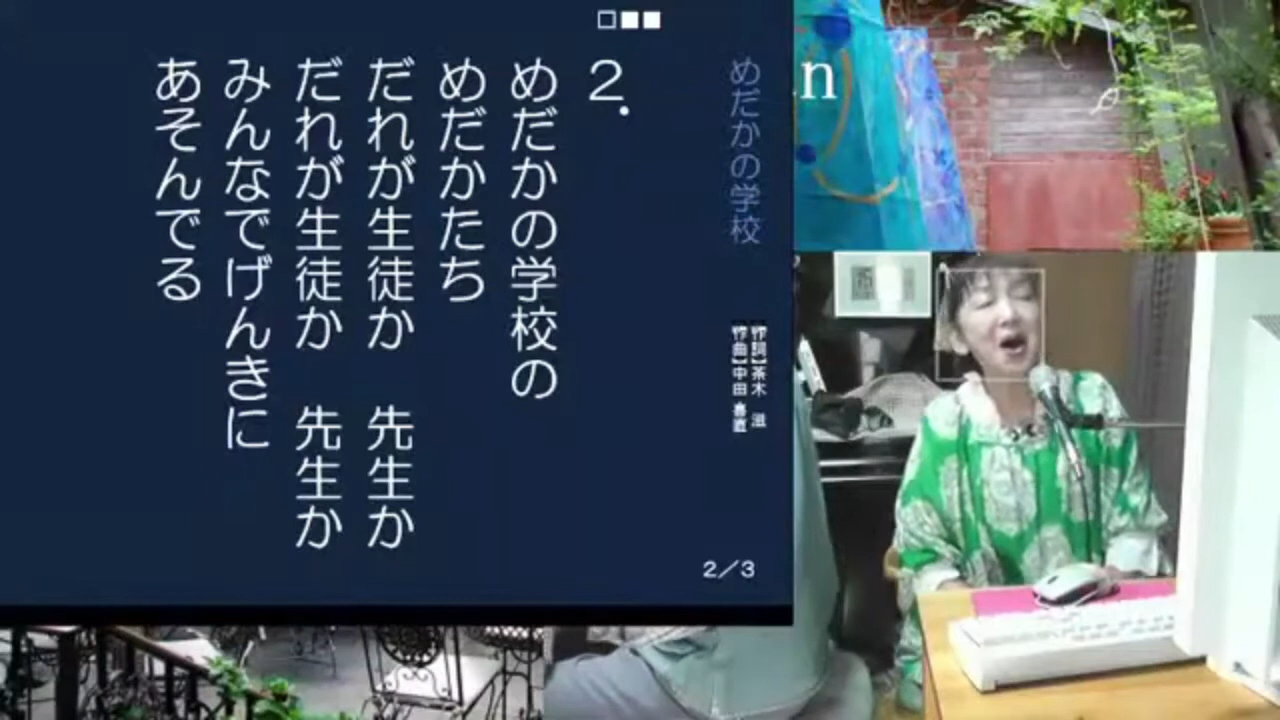 めだかの学校
作詞】茶木 滋
作曲】中田 喜直
2.
めだかの学校の
めだかたち
だれが生徒か 先生か
だれが生徒か 先生か
みんなでげんきに
あそんでる
2/3
n